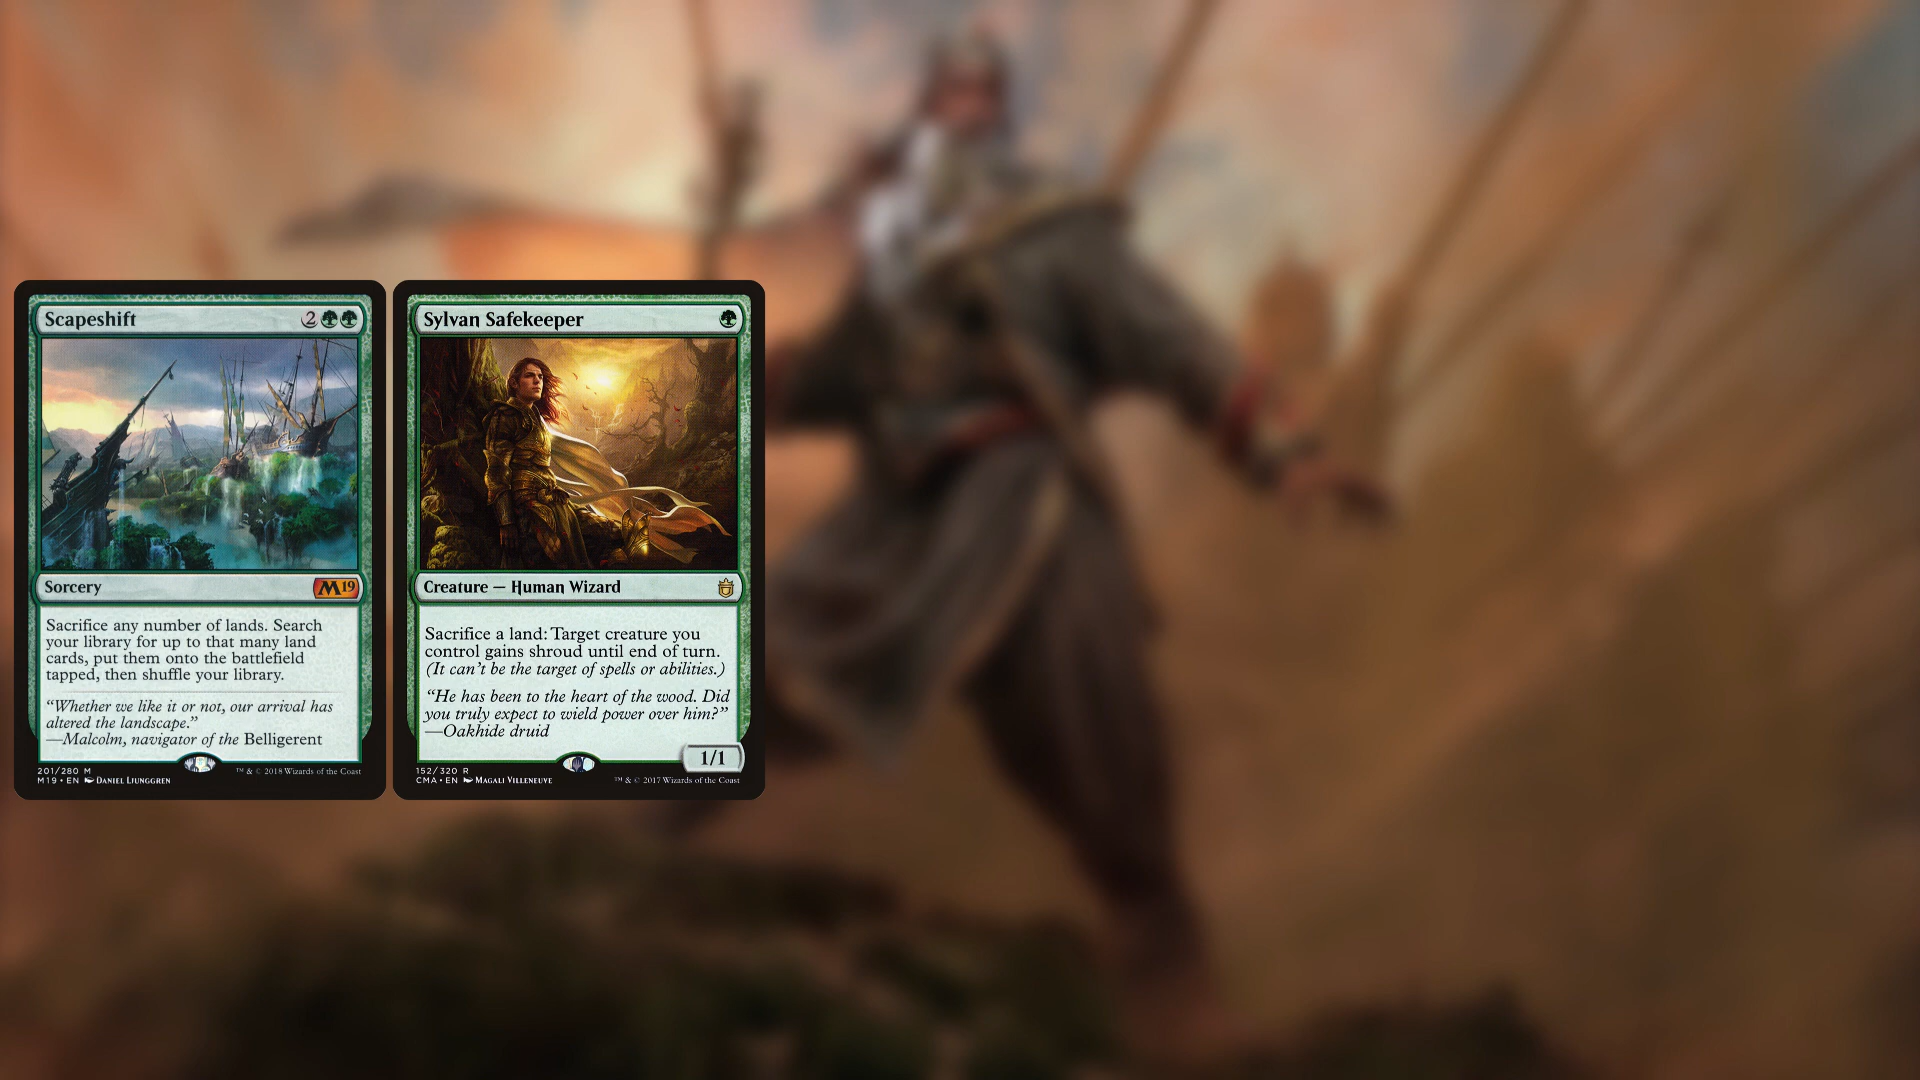 Scapeshift 2
Sorcery M19
Sacrifice any number of lands. Search
your library for up to that many land
cards, put them onto the battlefield
tapped, then shuffle your library.
“Whether we like it or not, our arrival has
altered the landscape.”
—Malcolm, navigator of the Belligerent
201/280 M
M19 • EN Daniel Ljunggren
™ & © 2018 Wizards of the Coast
Sylvan Safekeeper
Creature — Human Wizard
Sacrifice a land: Target creature you
control gains shroud until end of turn.
(It can’t be the target of spells or abilities.)
“He has been to the heart of the wood. Did
you truly expect to wield power over him?”
—Oakhide druid
1/1
152/320 R
CMA • EN Magali Villeneuve
™ & © 2017 Wizards of the Coast